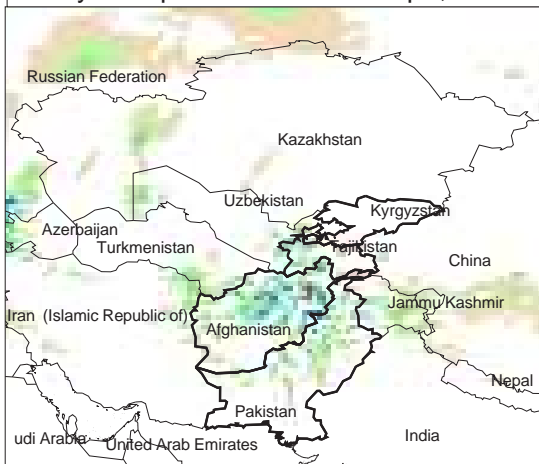 Russian Federation
Kazakhstan
Uzbekistan
Kyrgyzstan
Azerbaijan
Turkmenistan
Tajikistan
China
Iran (Islamic Republic of)
Jammu Kashmir
Afghanistan
Nepal
Pakistan
udi Arabia
United Arab Emirates
India